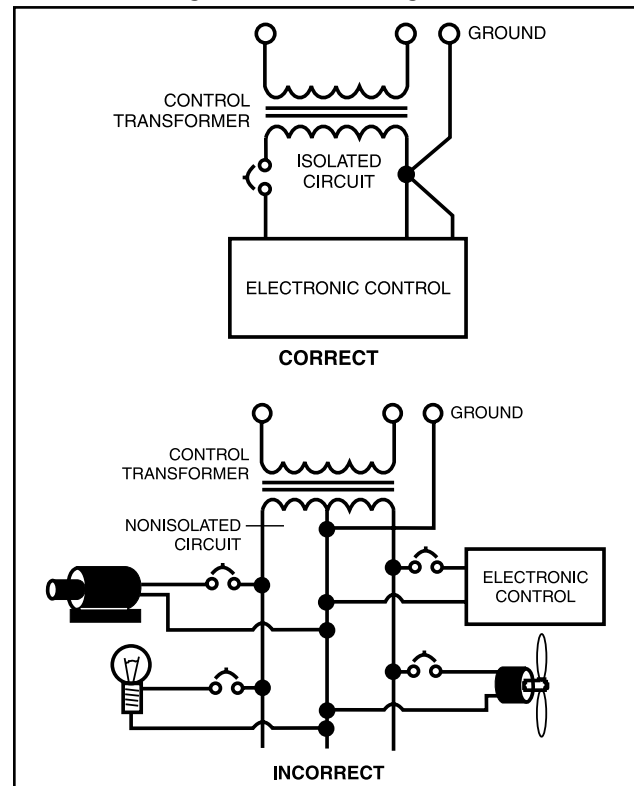 GROUND
CONTROL
TRANSFORMER
ISOLATED
CIRCUIT
ELECTRONIC CONTROL
CORRECT
GROUND
CONTROL
TRANSFORMER
NONISOLATED
CIRCUIT
ELECTRONIC
CONTROL
INCORRECT